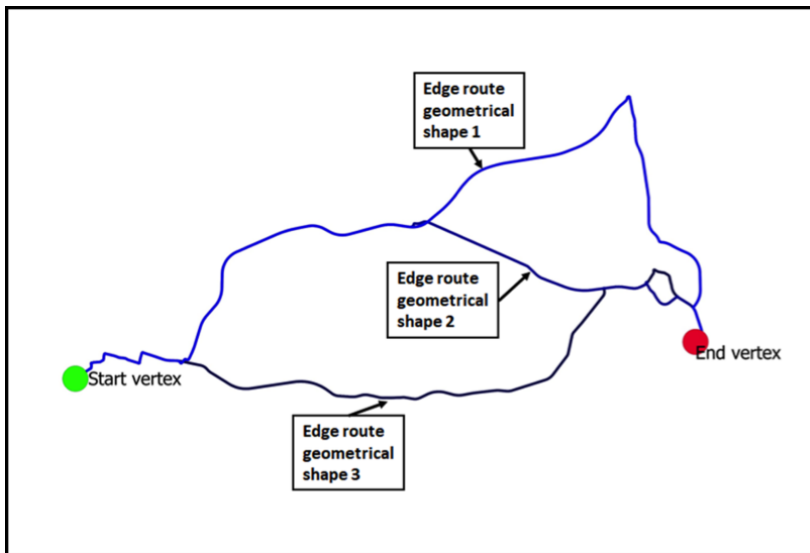 Edge route
geometrical
shape 1
Edge route
geometrical
shape 2
End vertex
Start vertex
Edge route
geometrical
shape 3